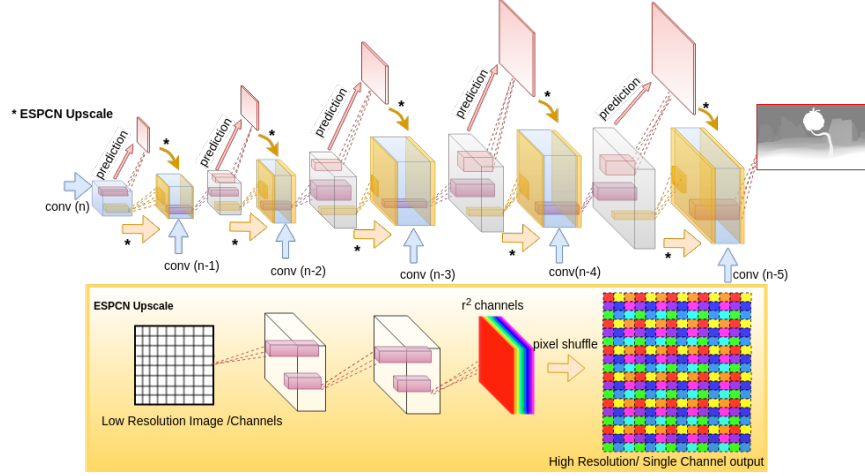 * ESPCN Upscale
prediction
*
prediction
*
prediction
*
prediction
*
prediction
*
conv (n)
*
*
*
*
*
conv (n-1)
conv (n-2)
conv (n-3)
conv(n-4)
conv (n-5)
ESPCN Upscale
r² channels
pixel shuffle
Low Resolution Image /Channels
High Resolution/ Single Channel output